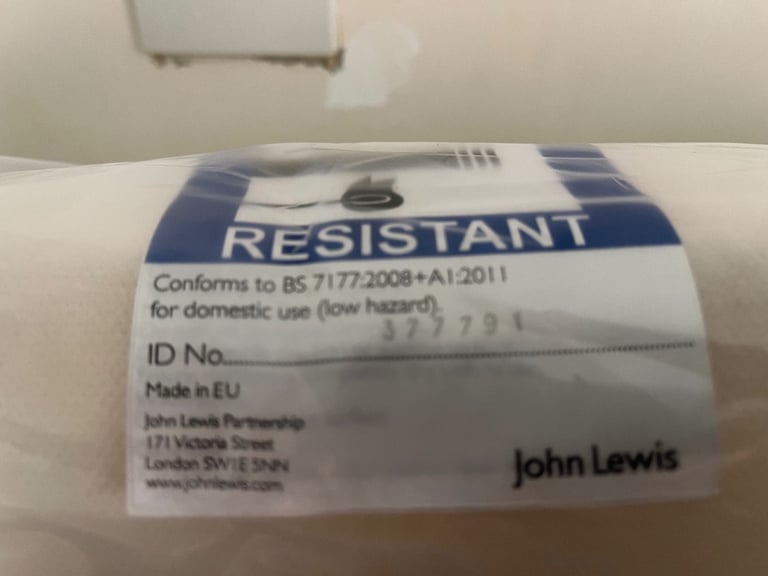 RESISTANT
Conforms to BS 7177:2008+A1:2011
for domestic use (low hazard).
377791
ID No.
Made in EU
John Lewis Partnership
171 Victoria Street
London SW1E 5NN
www.johnlewis.com
John Lewis